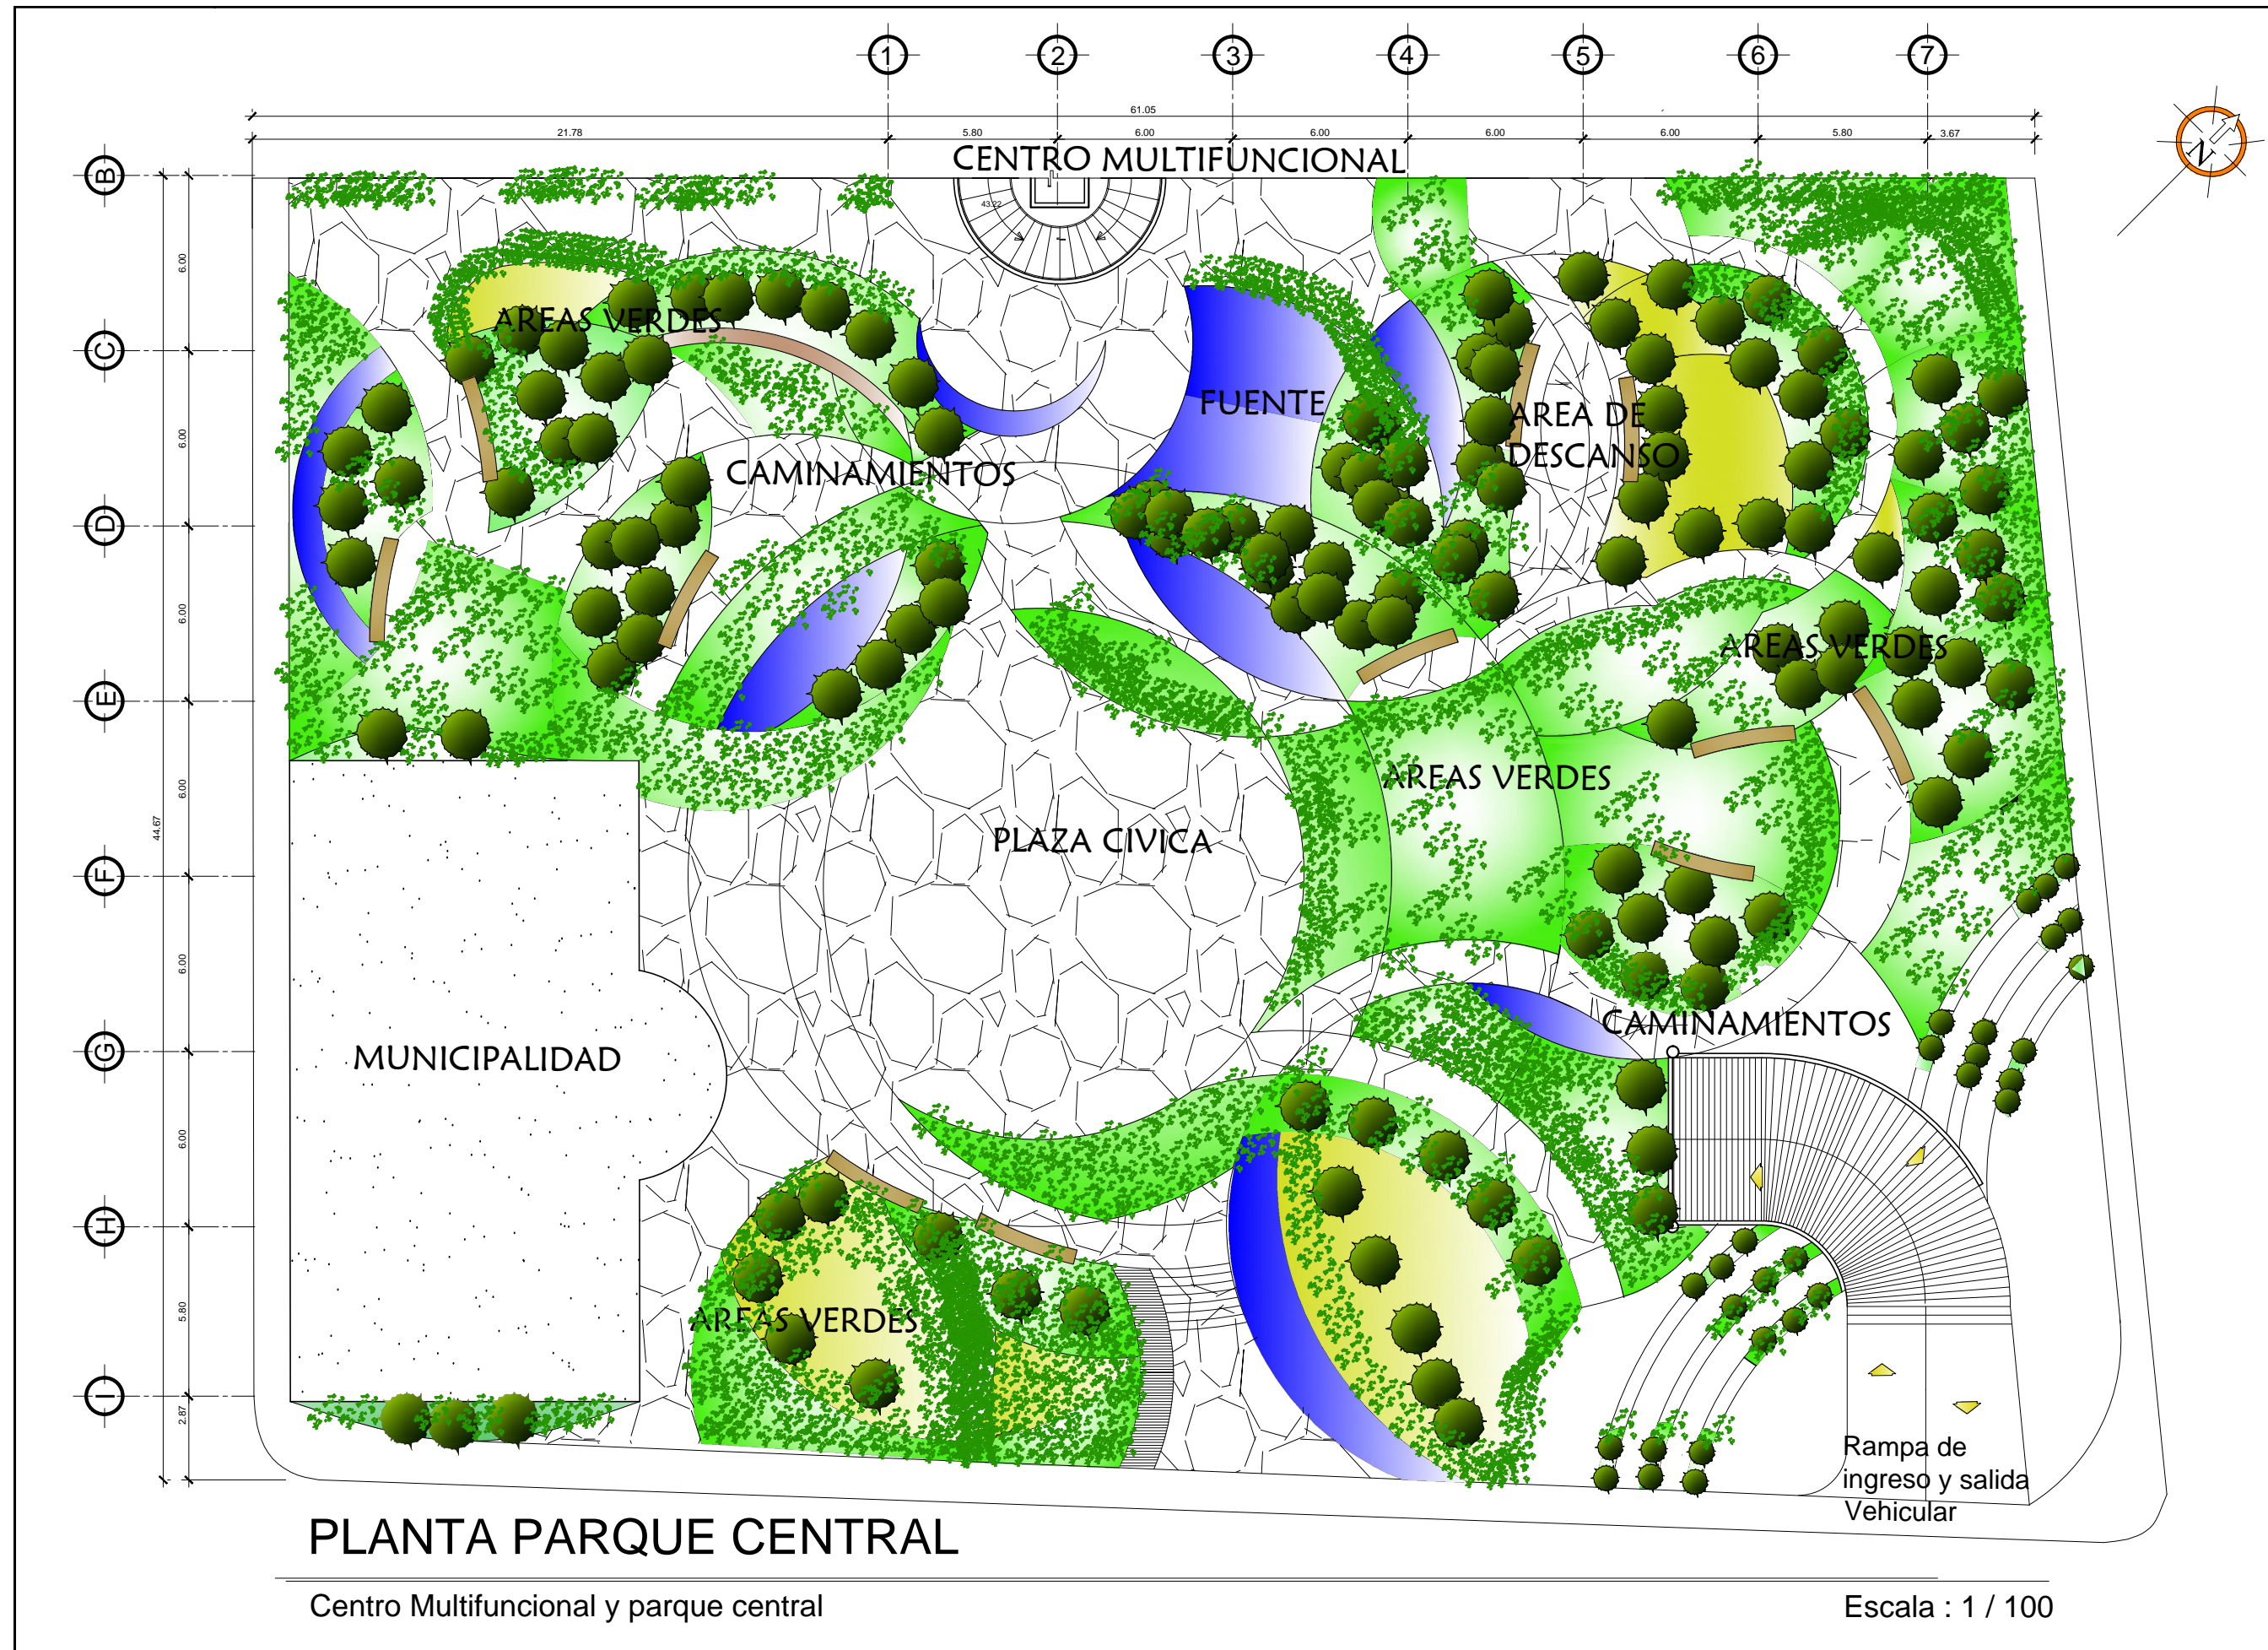 1 2 3 4 5 6 7
61.05
21.78 5.80 6.00 6.00 6.00 6.00 5.80 3.67
N
CENTRO MULTIFUNCIONAL
43.22
B
6.00
AREAS VERDES
C
FUENTE
AREA DE
DESCANSO
6.00
CAMINAMIENTOS
D
6.00
AREAS VERDES
E
AREAS VERDES
6.00
44.67
PLAZA CIVICA
F
6.00
CAMINAMIENTOS
G
MUNICIPALIDAD
6.00
H
5.80
AREAS VERDES
I
2.87
Rampa de
ingreso y salida
Vehicular
PLANTA PARQUE CENTRAL
Centro Multifuncional y parque central
Escala : 1 / 100